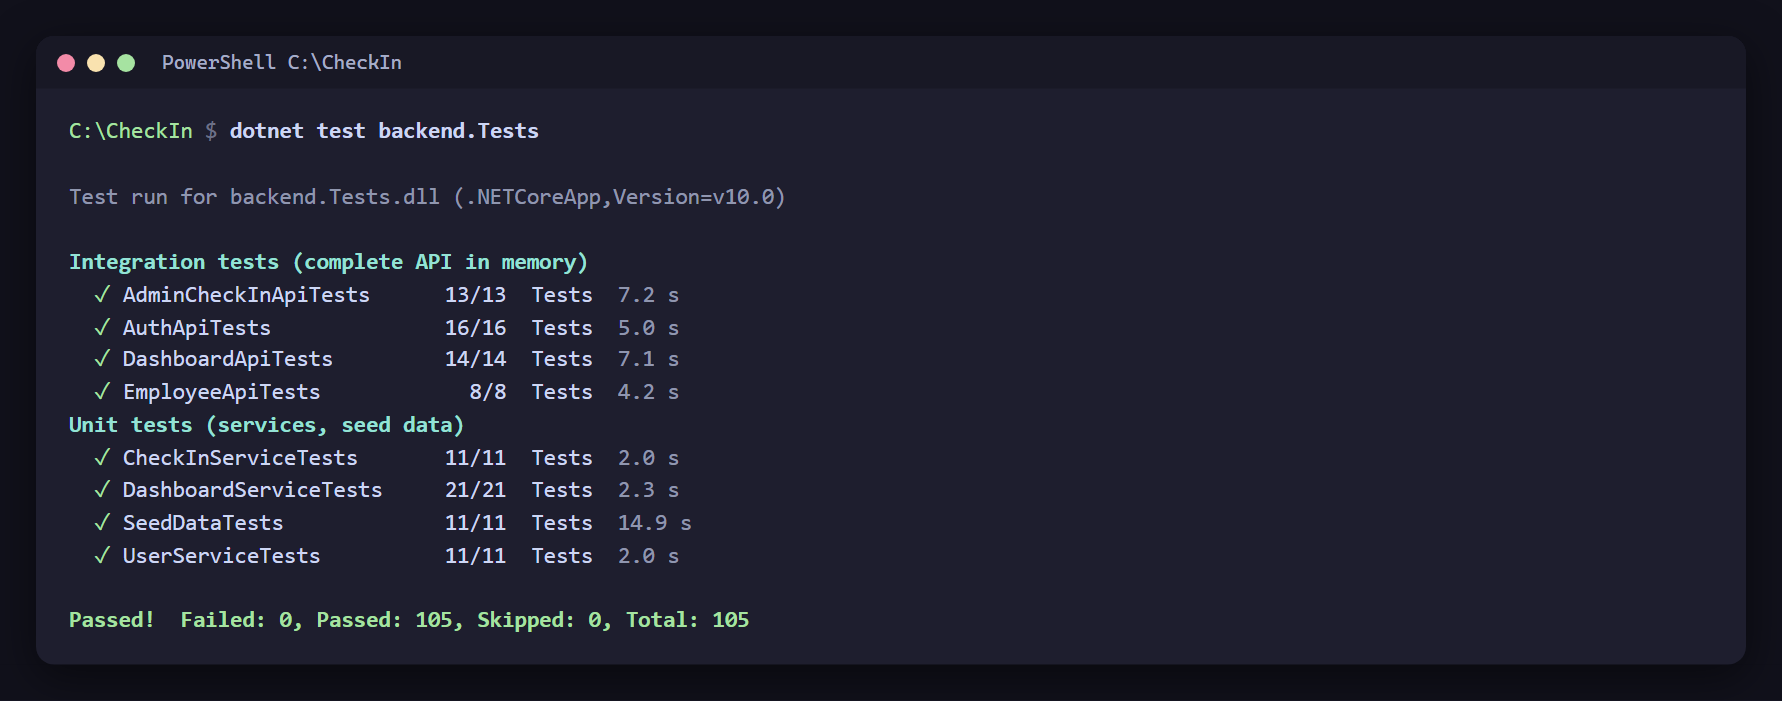 PowerShell C:\CheckIn
C:\CheckIn $ dotnet test backend.Tests
Test run for backend.Tests.dll (.NETCoreApp,Version=v10.0)
Integration tests (complete API in memory)
✓ AdminCheckInApiTests 13/13 Tests 7.2 s
✓ AuthApiTests 16/16 Tests 5.0 s
✓ DashboardApiTests 14/14 Tests 7.1 s
✓ EmployeeApiTests 8/8 Tests 4.2 s
Unit tests (services, seed data)
✓ CheckInServiceTests 11/11 Tests 2.0 s
✓ DashboardServiceTests 21/21 Tests 2.3 s
✓ SeedDataTests 11/11 Tests 14.9 s
✓ UserServiceTests 11/11 Tests 2.0 s
Passed! Failed: 0, Passed: 105, Skipped: 0, Total: 105